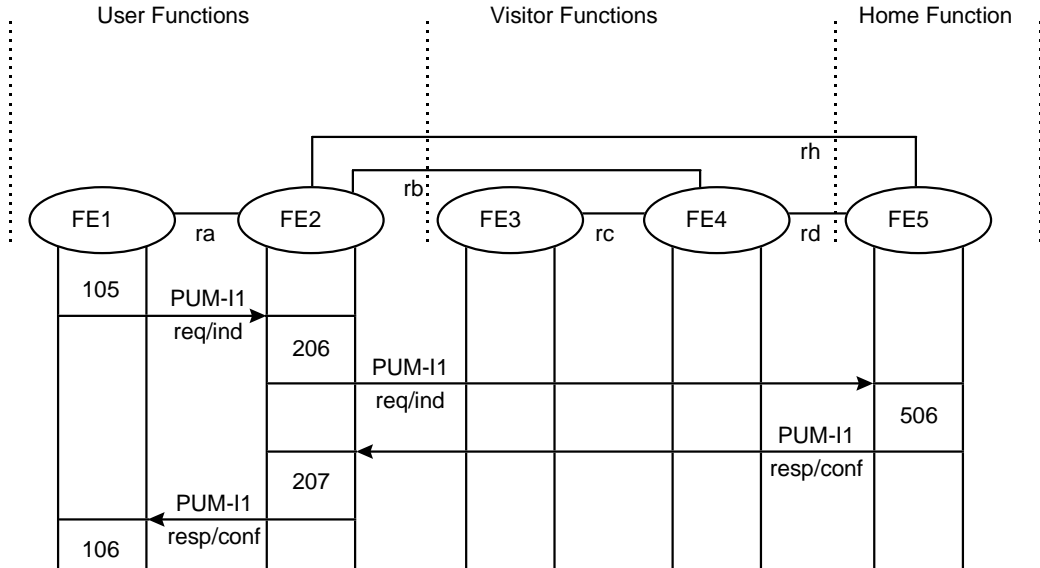 User Functions
Visitor Functions
Home Function
rh
rb
FE1
FE2
FE3
FE4
FE5
ra
rc
rd
105
PUM-I1
req/ind
206
PUM-I1
req/ind
506
PUM-I1
resp/conf
207
PUM-I1
resp/conf
106